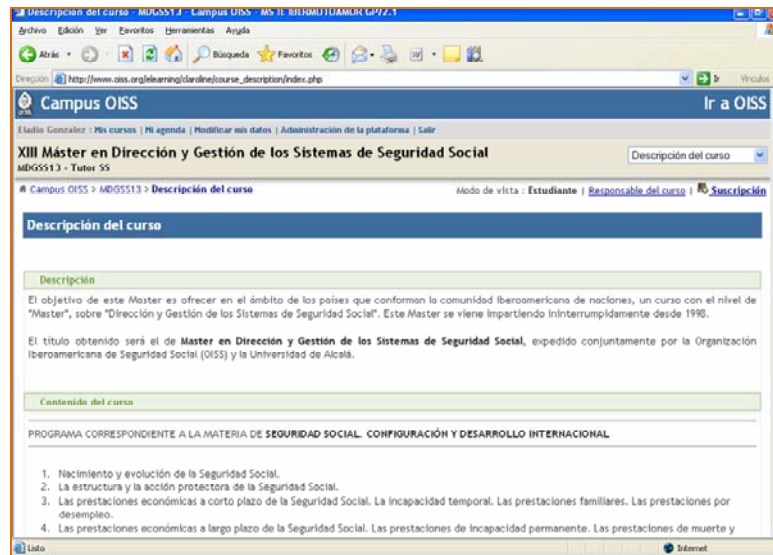 Descripción del curso - MDGSS13 - Campus OISS - MS IE IBERMUTUAMUR GP72.1
Archivo Edición Ver Favoritos Herramientas Ayuda
Atrás Búsqueda Favoritos
Dirección http://www.oiss.org/elearning/claroline/course_description/index.php Ir Vínculos
Campus OISS Ir a OISS
Eladio Gonzalez : Mis cursos | Mi agenda | Modificar mis datos | Administración de la plataforma | Salir
XIII Máster en Dirección y Gestión de los Sistemas de Seguridad Social Descripción del curso
MDGSS13 - Tutor SS
Campus OISS > MDGSS13 > Descripción del curso Modo de vista : Estudiante | Responsable del curso | Suscripción
Descripción del curso
Descripción
El objetivo de este Master es ofrecer en el ámbito de los países que conforman la comunidad iberoamericana de naciones, un curso con el nivel de
"Master", sobre "Dirección y Gestión de los Sistemas de Seguridad Social". Este Master se viene impartiendo ininterrumpidamente desde 1998.
El título obtenido será el de Master en Dirección y Gestión de los Sistemas de Seguridad Social, expedido conjuntamente por la Organización
Iberoamericana de Seguridad Social (OISS) y la Universidad de Alcalá.
Contenido del curso
PROGRAMA CORRESPONDIENTE A LA MATERIA DE SEGURIDAD SOCIAL. CONFIGURACIÓN Y DESARROLLO INTERNACIONAL
1. Nacimiento y evolución de la Seguridad Social.
2. La estructura y la acción protectora de la Seguridad Social.
3. Las prestaciones económicas a corto plazo de la Seguridad Social. La incapacidad temporal. Las prestaciones familiares. Las prestaciones por
desempleo.
4. Las prestaciones económicas a largo plazo de la Seguridad Social. Las prestaciones de incapacidad permanente. Las prestaciones de muerte y
Listo Internet